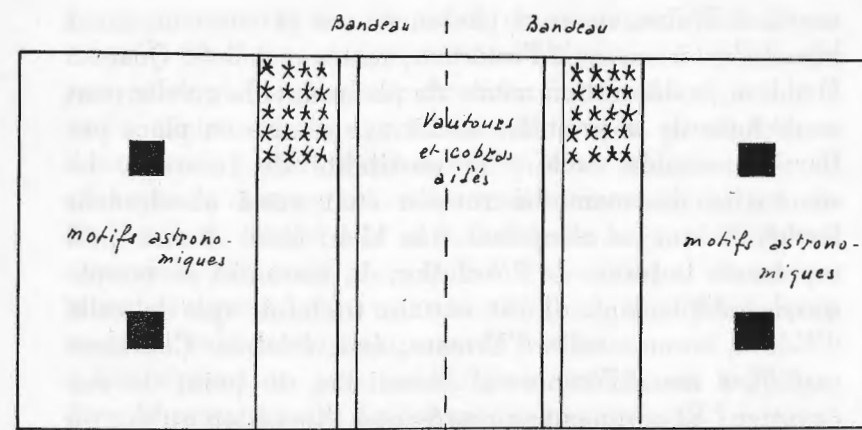 Bandeau
Bandeau
Vautours
et cobras
ailés
motifs astrono-
miques
motifs astrono-
miques